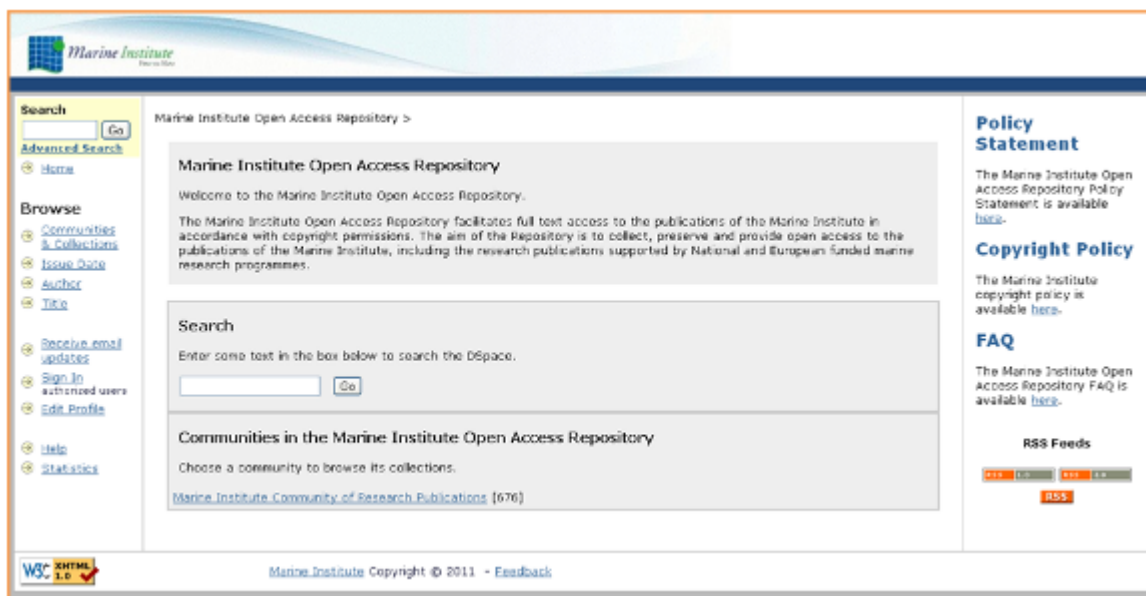 Marine Institute
Search
Go
Advanced Search
Home
Browse
Communities
& Collections
Issue Date
Author
Title
Receive email
updates
Sign In
authorized users
Edit Profile
Help
Statistics
Marine Institute Open Access Repository >
Marine Institute Open Access Repository
Welcome to the Marine Institute Open Access Repository.
The Marine Institute Open Access Repository facilitates full text access to the publications of the Marine Institute in
accordance with copyright permissions. The aim of the Repository is to collect, preserve and provide open access to the
publications of the Marine Institute, including the research publications supported by National and European funded marine
research programmes.
Search
Enter some text in the box below to search the DSpace.
Go
Communities in the Marine Institute Open Access Repository
Choose a community to browse its collections.
Marine Institute Community of Research Publications [676]
Policy
Statement
The Marine Institute Open
Access Repository Policy
Statement is available
here.
Copyright Policy
The Marine Institute
copyright policy is
available here.
FAQ
The Marine Institute Open
Access Repository FAQ is
available here.
RSS Feeds
RSS 1.0 RSS
RSS
W3C XHTML 1.0
Marine Institute Copyright © 2011 - Feedback